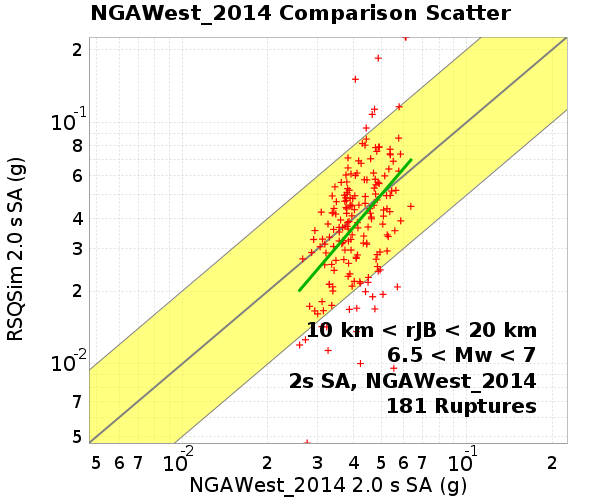 NGAWest_2014 Comparison Scatter
RSQSim 2.0 s SA (g)
2
10-1
8
6
4
3
2
10-2
7
5
10 km < rJB < 20 km
6.5 < Mw < 7
2s SA, NGAWest_2014
181 Ruptures
5 6 7 10-2 2 3 4 5 6 7 10-1 2
NGAWest_2014 2.0 s SA (g)